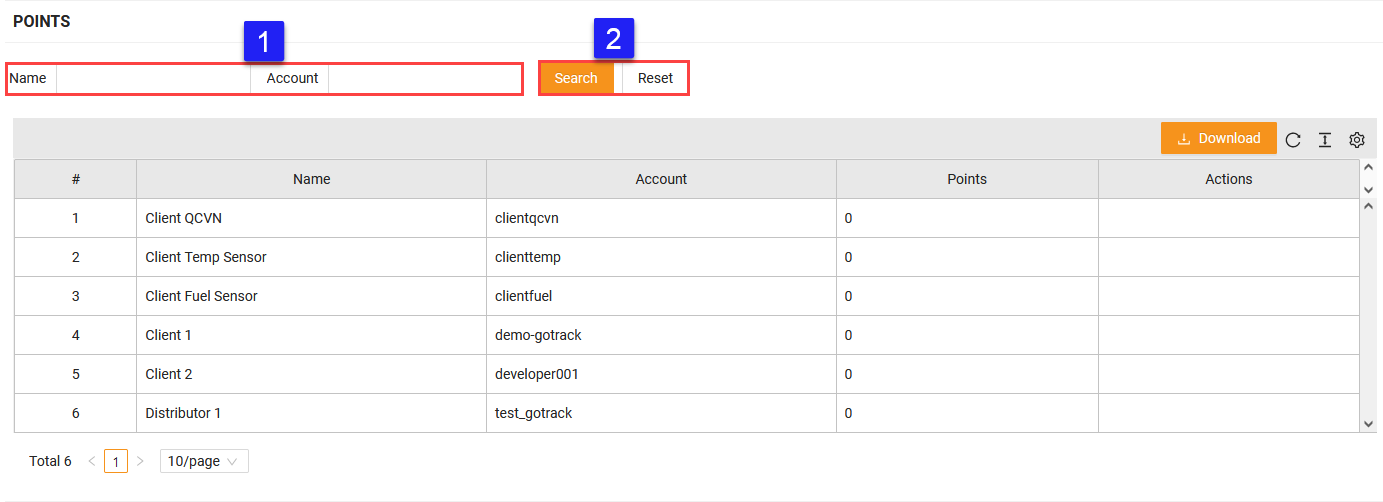 POINTS
1 2
Name Account Search Reset
Download
# Name Account Points Actions
1 Client QCVN clientqcvn 0
2 Client Temp Sensor clienttemp 0
3 Client Fuel Sensor clientfuel 0
4 Client 1 demo-gotrack 0
5 Client 2 developer001 0
6 Distributor 1 test_gotrack 0
Total 6 < 1 > 10/page